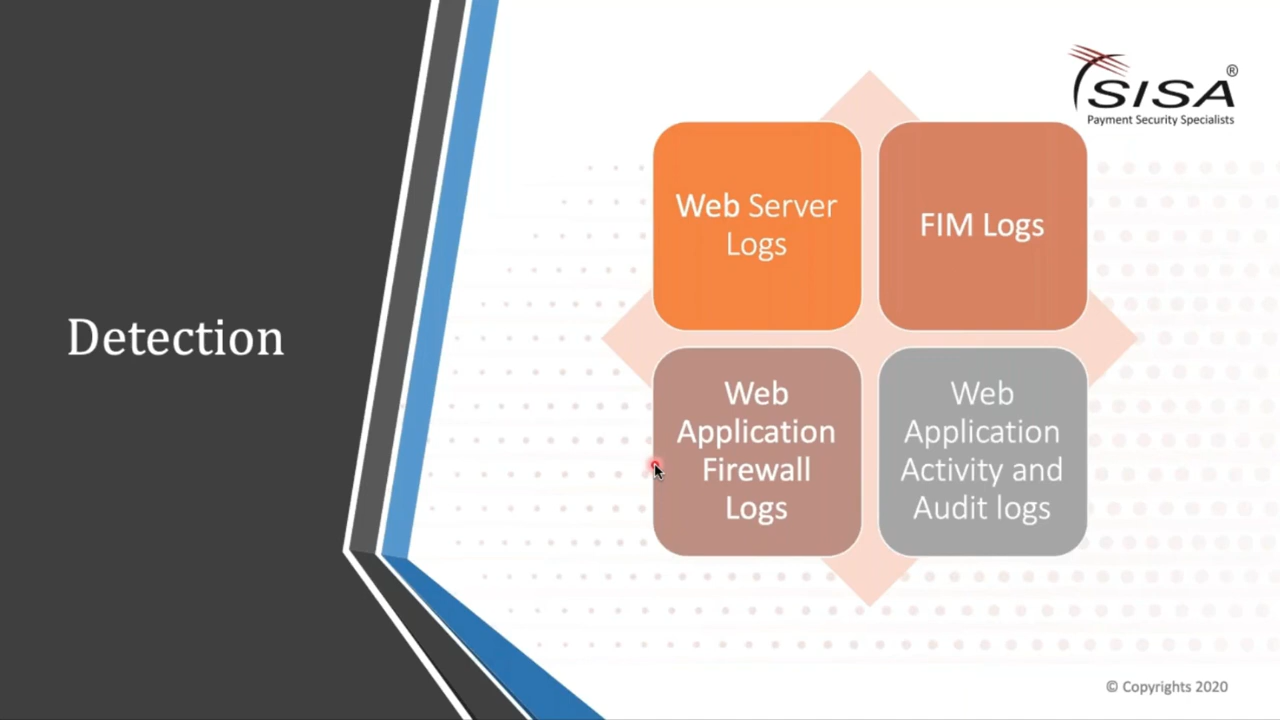 Detection
SISA®
Payment Security Specialists
Web Server
Logs
FIM Logs
Web
Application
Firewall
Logs
Web
Application
Activity and
Audit logs
© Copyrights 2020